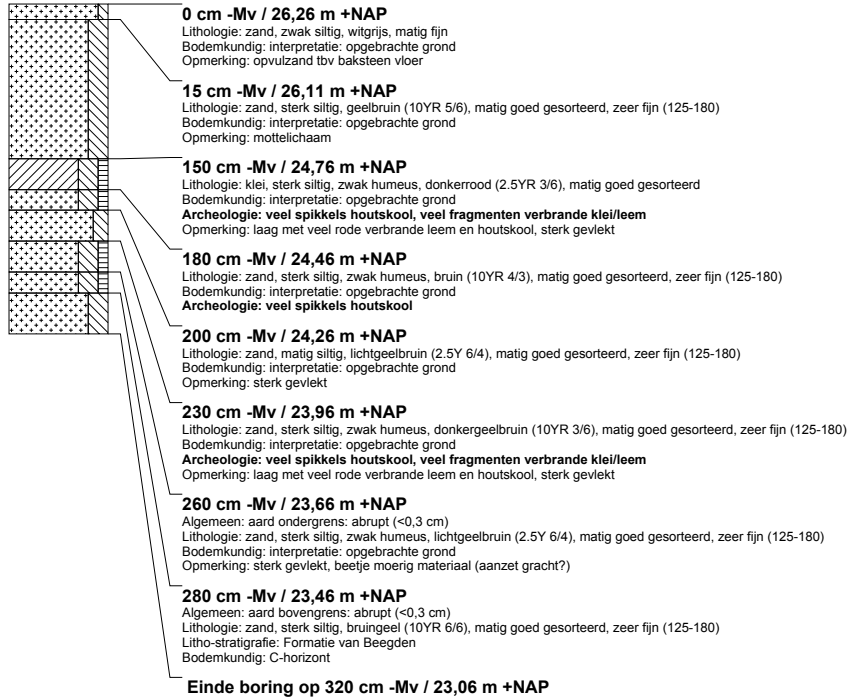 0 cm -Mv / 26,26 m +NAP
Lithologie: zand, zwak siltig, witgrijs, matig fijn
Bodemkundig: interpretatie: opgebrachte grond
Opmerking: opvulzand tbv baksteen vloer
15 cm -Mv / 26,11 m +NAP
Lithologie: zand, sterk siltig, geelbruin (10YR 5/6), matig goed gesorteerd, zeer fijn (125-180)
Bodemkundig: interpretatie: opgebrachte grond
Opmerking: mottelichaam
150 cm -Mv / 24,76 m +NAP
Lithologie: klei, sterk siltig, zwak humeus, donkerrood (2.5YR 3/6), matig goed gesorteerd
Bodemkundig: interpretatie: opgebrachte grond
Archeologie: veel spikkels houtskool, veel fragmenten verbrande klei/leem
Opmerking: laag met veel rode verbrande leem en houtskool, sterk gevlekt
180 cm -Mv / 24,46 m +NAP
Lithologie: zand, sterk siltig, zwak humeus, bruin (10YR 4/3), matig goed gesorteerd, zeer fijn (125-180)
Bodemkundig: interpretatie: opgebrachte grond
Archeologie: veel spikkels houtskool
200 cm -Mv / 24,26 m +NAP
Lithologie: zand, matig siltig, lichtgeelbruin (2.5Y 6/4), matig goed gesorteerd, zeer fijn (125-180)
Bodemkundig: interpretatie: opgebrachte grond
Opmerking: sterk gevlekt
230 cm -Mv / 23,96 m +NAP
Lithologie: zand, sterk siltig, zwak humeus, donkergeelbruin (10YR 3/6), matig goed gesorteerd, zeer fijn (125-180)
Bodemkundig: interpretatie: opgebrachte grond
Archeologie: veel spikkels houtskool, veel fragmenten verbrande klei/leem
Opmerking: laag met veel rode verbrande leem en houtskool, sterk gevlekt
260 cm -Mv / 23,66 m +NAP
Algemeen: aard ondergrens: abrupt (<0,3 cm)
Lithologie: zand, sterk siltig, zwak humeus, lichtgeelbruin (2.5Y 6/4), matig goed gesorteerd, zeer fijn (125-180)
Bodemkundig: interpretatie: opgebrachte grond
Opmerking: sterk gevlekt, beetje moerig materiaal (aanzet gracht?)
280 cm -Mv / 23,46 m +NAP
Algemeen: aard bovengrens: abrupt (<0,3 cm)
Lithologie: zand, sterk siltig, bruingeel (10YR 6/6), matig goed gesorteerd, zeer fijn (125-180)
Litho-stratigrafie: Formatie van Beegden
Bodemkundig: C-horizont
Einde boring op 320 cm -Mv / 23,06 m +NAP